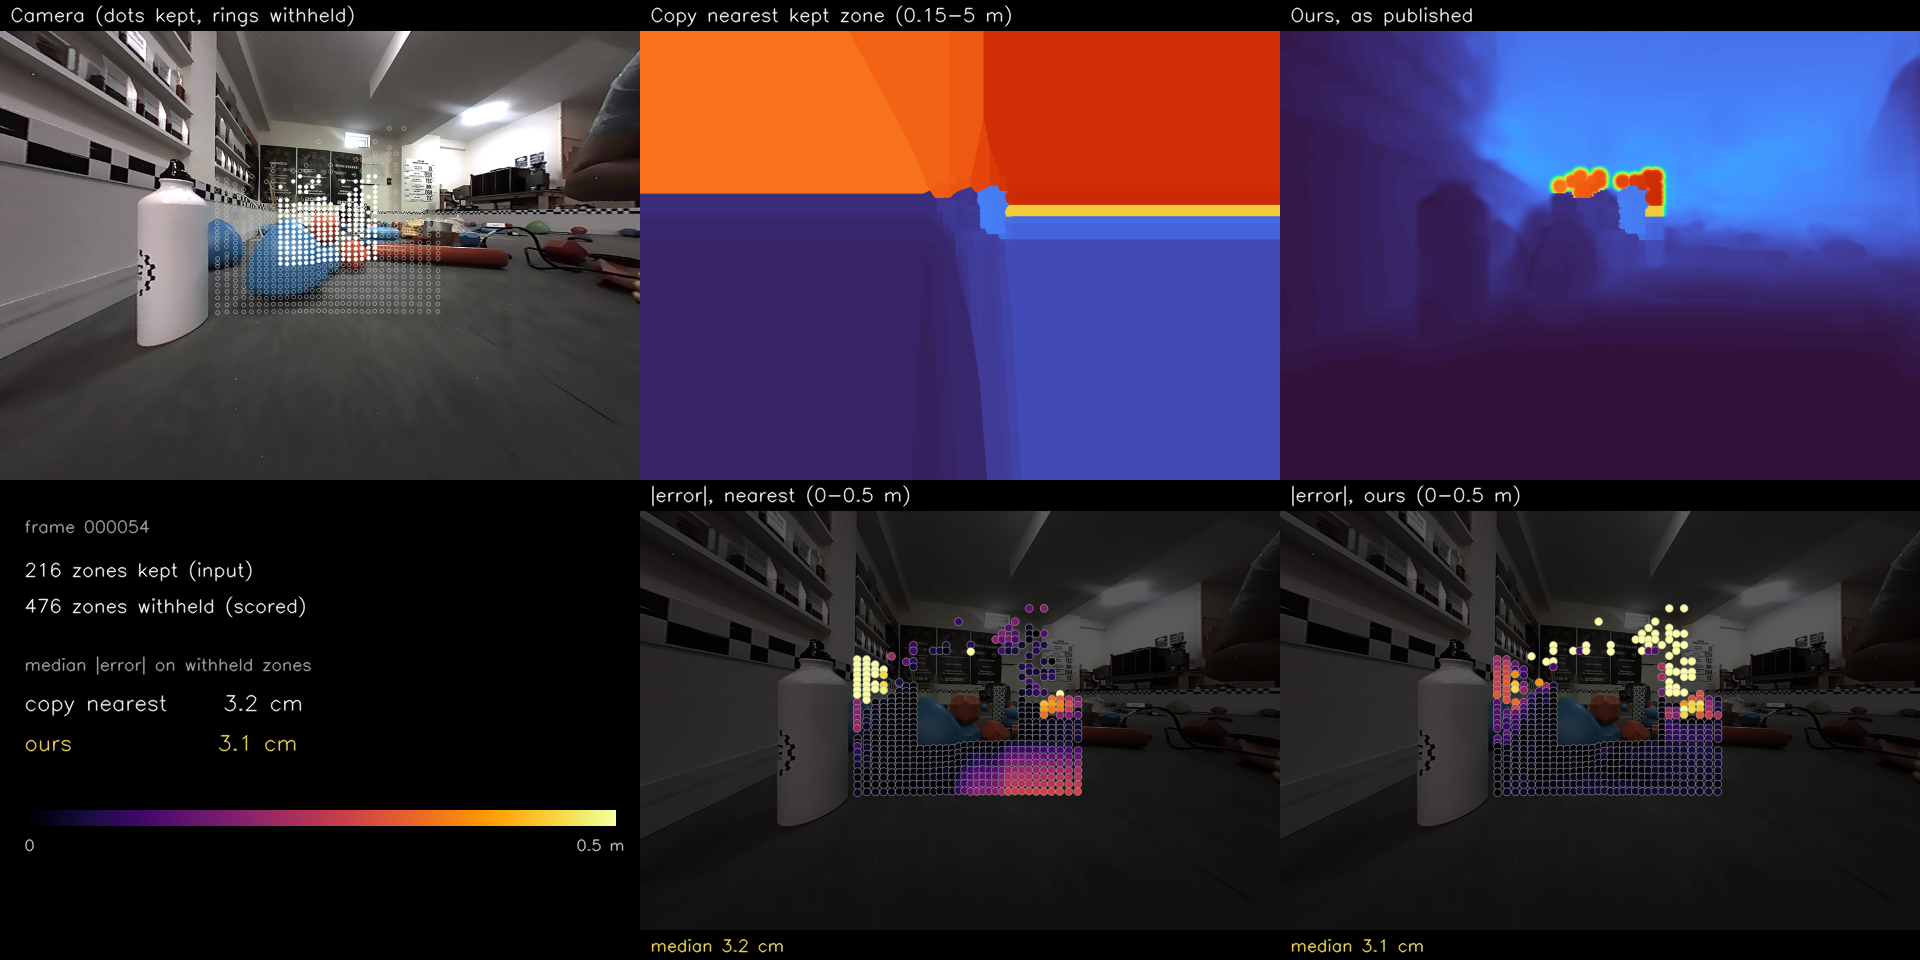 Camera (dots kept, rings withheld)
Copy nearest kept zone (0.15–5 m)
Ours, as published
frame 000054
216 zones kept (input)
476 zones withheld (scored)
median |error| on withheld zones
copy nearest 3.2 cm
ours 3.1 cm
0 0.5 m
|error|, nearest (0–0.5 m)
|error|, ours (0–0.5 m)
median 3.2 cm
median 3.1 cm